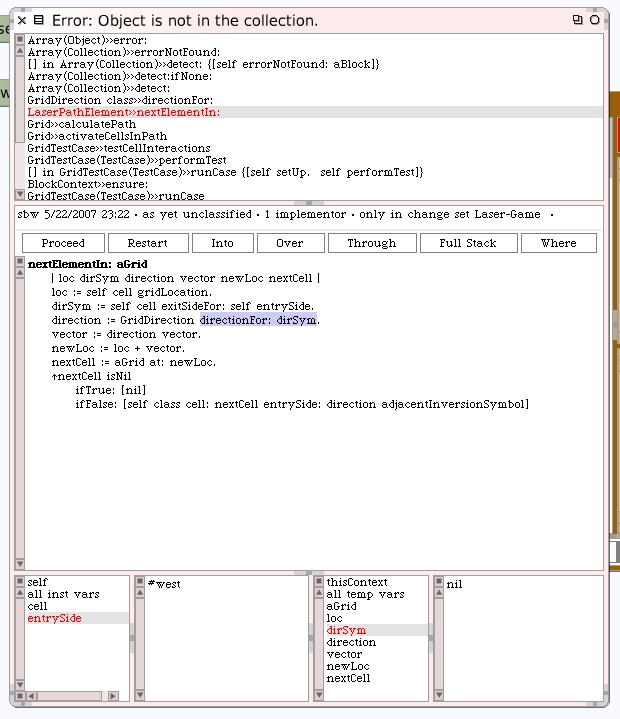 Error: Object is not in the collection.
Array(Object)>>error:
Array(Collection)>>errorNotFound:
[] in Array(Collection)>>detect: {[self errorNotFound: aBlock]}
Array(Collection)>>detect:ifNone:
Array(Collection)>>detect:
GridDirection class>>directionFor:
LaserPathElement>>nextElementIn:
Grid>>calculatePath
Grid>>activateCellsInPath
GridTestCase>>testCellInteractions
GridTestCase(TestCase)>>performTest
[] in GridTestCase(TestCase)>>runCase {[self setUp.  self performTest]}
BlockContext>>ensure:
GridTestCase(TestCase)>>runCase
sbw 5/22/2007 23:22 · as yet unclassified · 1 implementor · only in change set Laser-Game ·
Proceed Restart Into Over Through Full Stack Where
nextElementIn: aGrid
| loc dirSym direction vector newLoc nextCell |
loc := self cell gridLocation.
dirSym := self cell exitSideFor: self entrySide.
direction := GridDirection directionFor: dirSym.
vector := direction vector.
newLoc := loc + vector.
nextCell := aGrid at: newLoc.
↑nextCell isNil
ifTrue: [nil]
ifFalse: [self class cell: nextCell entrySide: direction adjacentInversionSymbol]
self
all inst vars
cell
entrySide
#west
thisContext
all temp vars
aGrid
loc
dirSym
direction
vector
newLoc
nextCell
nil